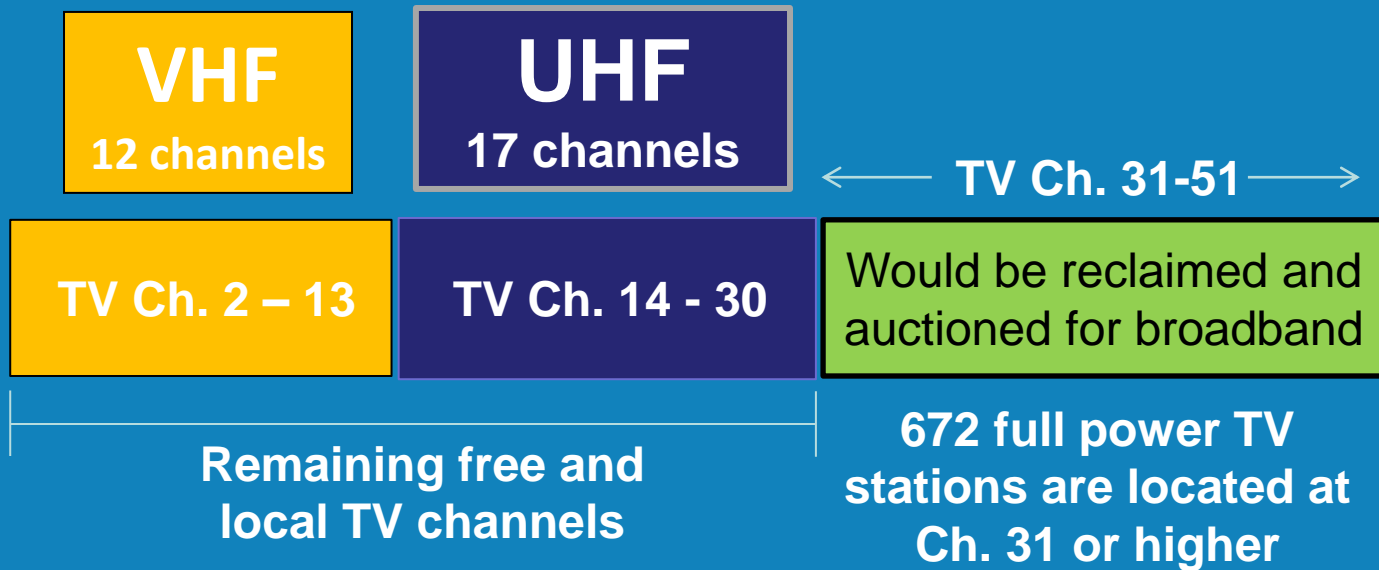 VHF
12 channels
UHF
17 channels
TV Ch. 31-51
TV Ch. 2 – 13
TV Ch. 14 - 30
Would be reclaimed and
auctioned for broadband
Remaining free and
local TV channels
672 full power TV
stations are located at
Ch. 31 or higher